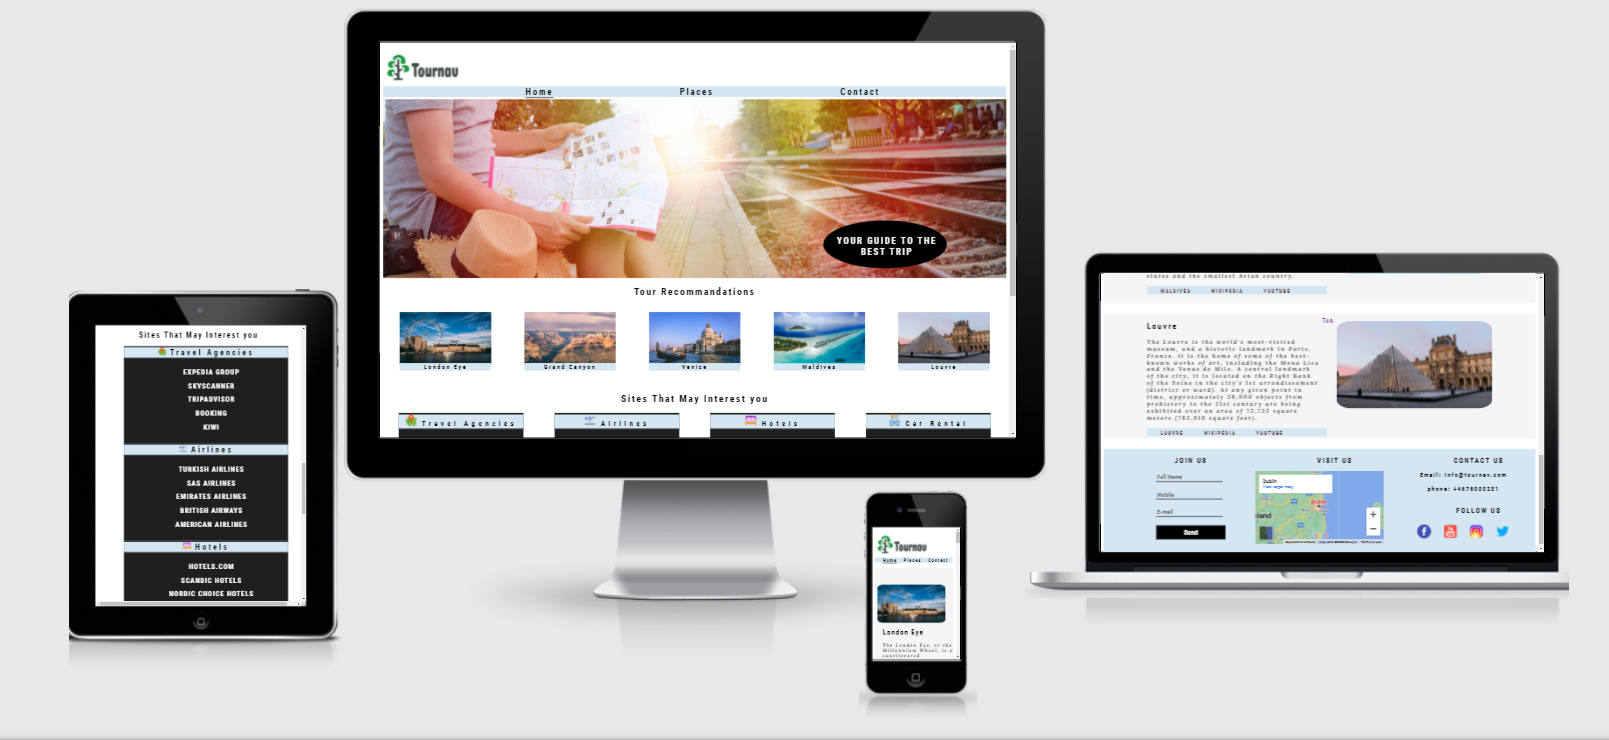 Tournav
Home Places Contact
YOUR GUIDE TO THE
BEST TRIP
Tour Recommandations
London Eye Grand Canyon Venice Maldives Louvre
Sites That May Interest you
Travel Agencies Airlines Hotels Car Rental
Sites That May Interest you
Travel Agencies
EXPEDIA GROUP
SKYSCANNER
TRIPADVISOR
BOOKING
KIWI
Airlines
TURKISH AIRLINES
SAS AIRLINES
EMIRATES AIRLINES
BRITISH AIRWAYS
AMERICAN AIRLINES
Hotels
HOTELS.COM
SCANDIC HOTELS
NORDIC CHOICE HOTELS
Tournav
Home Places Contact
London Eye
The London Eye, or the
Millennium Wheel, is a
cantilevered
states and the smallest Asian country.
MALDIVES WIKIPEDIA YOUTUBE
Louvre
The Louvre is the world's most-visited
museum, and a historic landmark in Paris,
France. It is the home of some of the best-
known works of art, including the Mona Lisa
and the Venus de Milo. A central landmark
of the city, it is located on the Right Bank
of the Seine in the city's 1st arrondissement
(district or ward). At any given point in
time, approximately 38,000 objects from
prehistory to the 21st century are being
exhibited over an area of 72,735 square
meters (782,910 square feet).
LOUVRE WIKIPEDIA YOUTUBE
JOIN US
Full Name
Mobile
E-mail
Send
VISIT US
Dublin
View larger map
CONTACT US
Email: info@tournav.com
phone: +4676000231
FOLLOW US